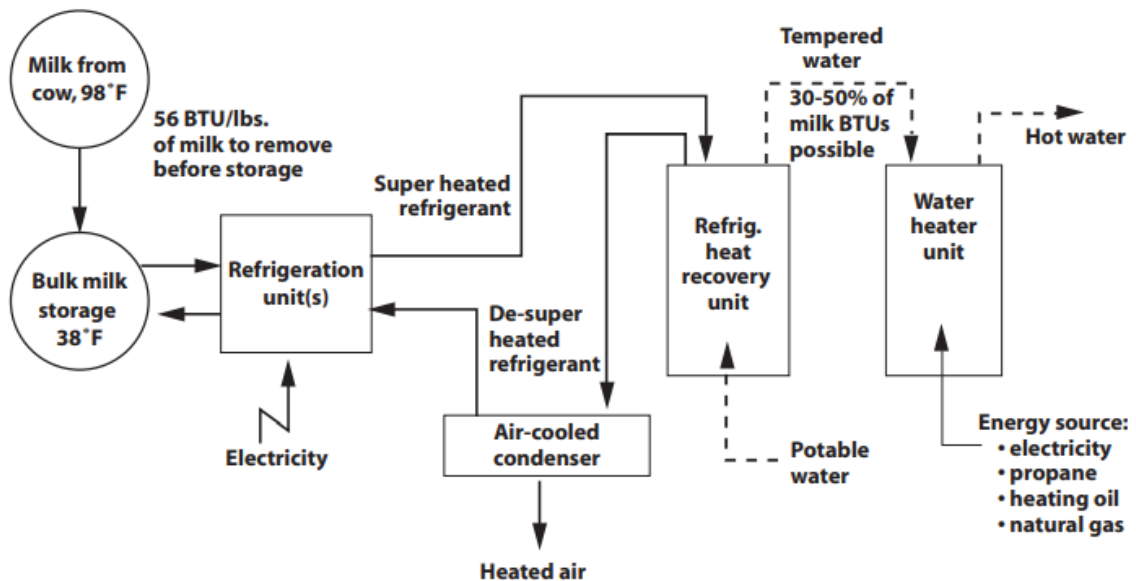 Milk from
cow, 98˚F
56 BTU/lbs.
of milk to remove
before storage
Bulk milk
storage
38˚F
Refrigeration
unit(s)
Electricity
Super heated
refrigerant
De-super
heated
refrigerant
Air-cooled
condenser
Heated air
Tempered
water
30-50% of
milk BTUs
possible
Refrig.
heat
recovery
unit
Potable
water
Water
heater
unit
Hot water
Energy source:
• electricity
• propane
• heating oil
• natural gas